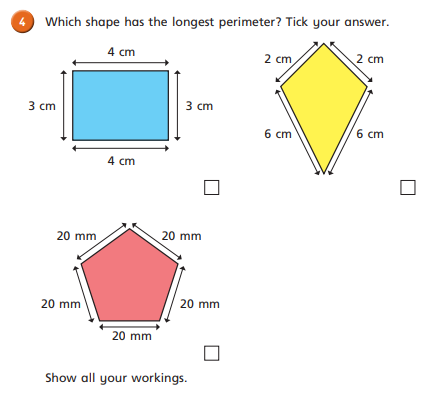 4 Which shape has the longest perimeter? Tick your answer.
4 cm
3 cm 3 cm
4 cm
2 cm 2 cm
6 cm 6 cm
20 mm 20 mm
20 mm 20 mm
20 mm
Show all your workings.